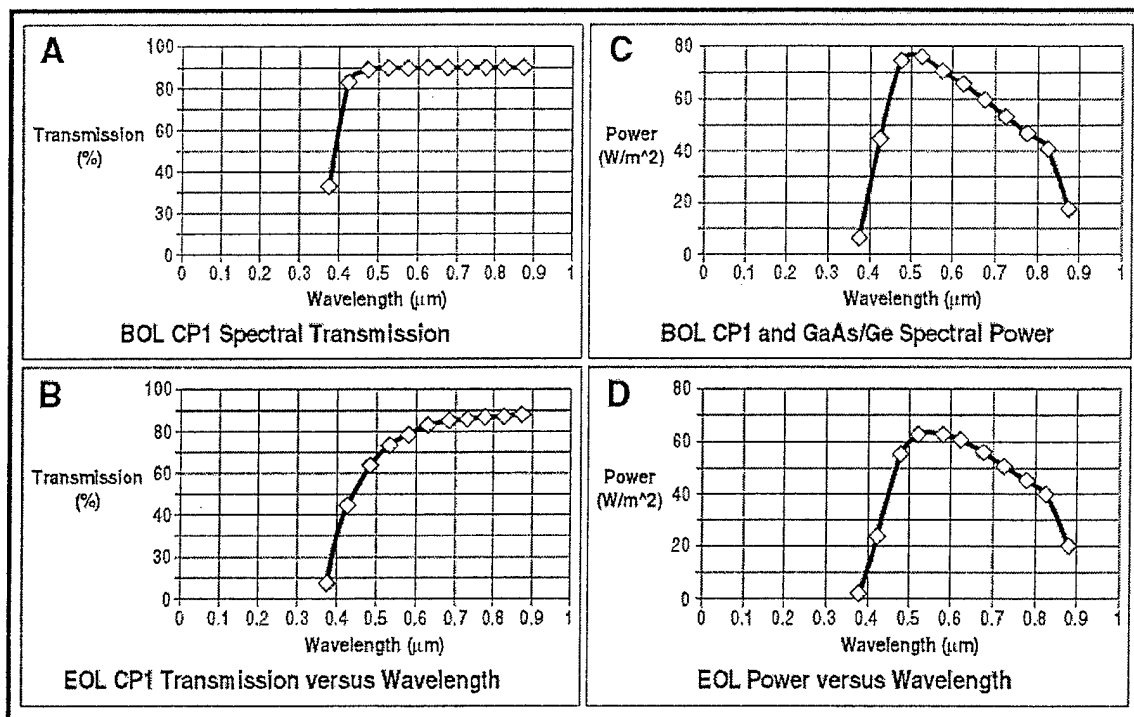 A
100
80
Transmission
(%)
60
40
30
0
0 0.1 0.2 0.3 0.4 0.5 0.6 0.7 0.8 0.9 1
Wavelength (μm)
BOL CP1 Spectral Transmission
C
80
60
Power
(W/m^2)
40
20
0
0 0.1 0.2 0.3 0.4 0.5 0.6 0.7 0.8 0.9 1
Wavelength (μm)
BOL CP1 and GaAs/Ge Spectral Power
B
100
80
Transmission
(%)
60
40
30
0
0 0.1 0.2 0.3 0.4 0.5 0.6 0.7 0.8 0.9 1
Wavelength (μm)
EOL CP1 Transmission versus Wavelength
D
80
60
Power
(W/m^2)
40
20
0
0 0.1 0.2 0.3 0.4 0.5 0.6 0.7 0.8 0.9 1
Wavelength (μm)
EOL Power versus Wavelength